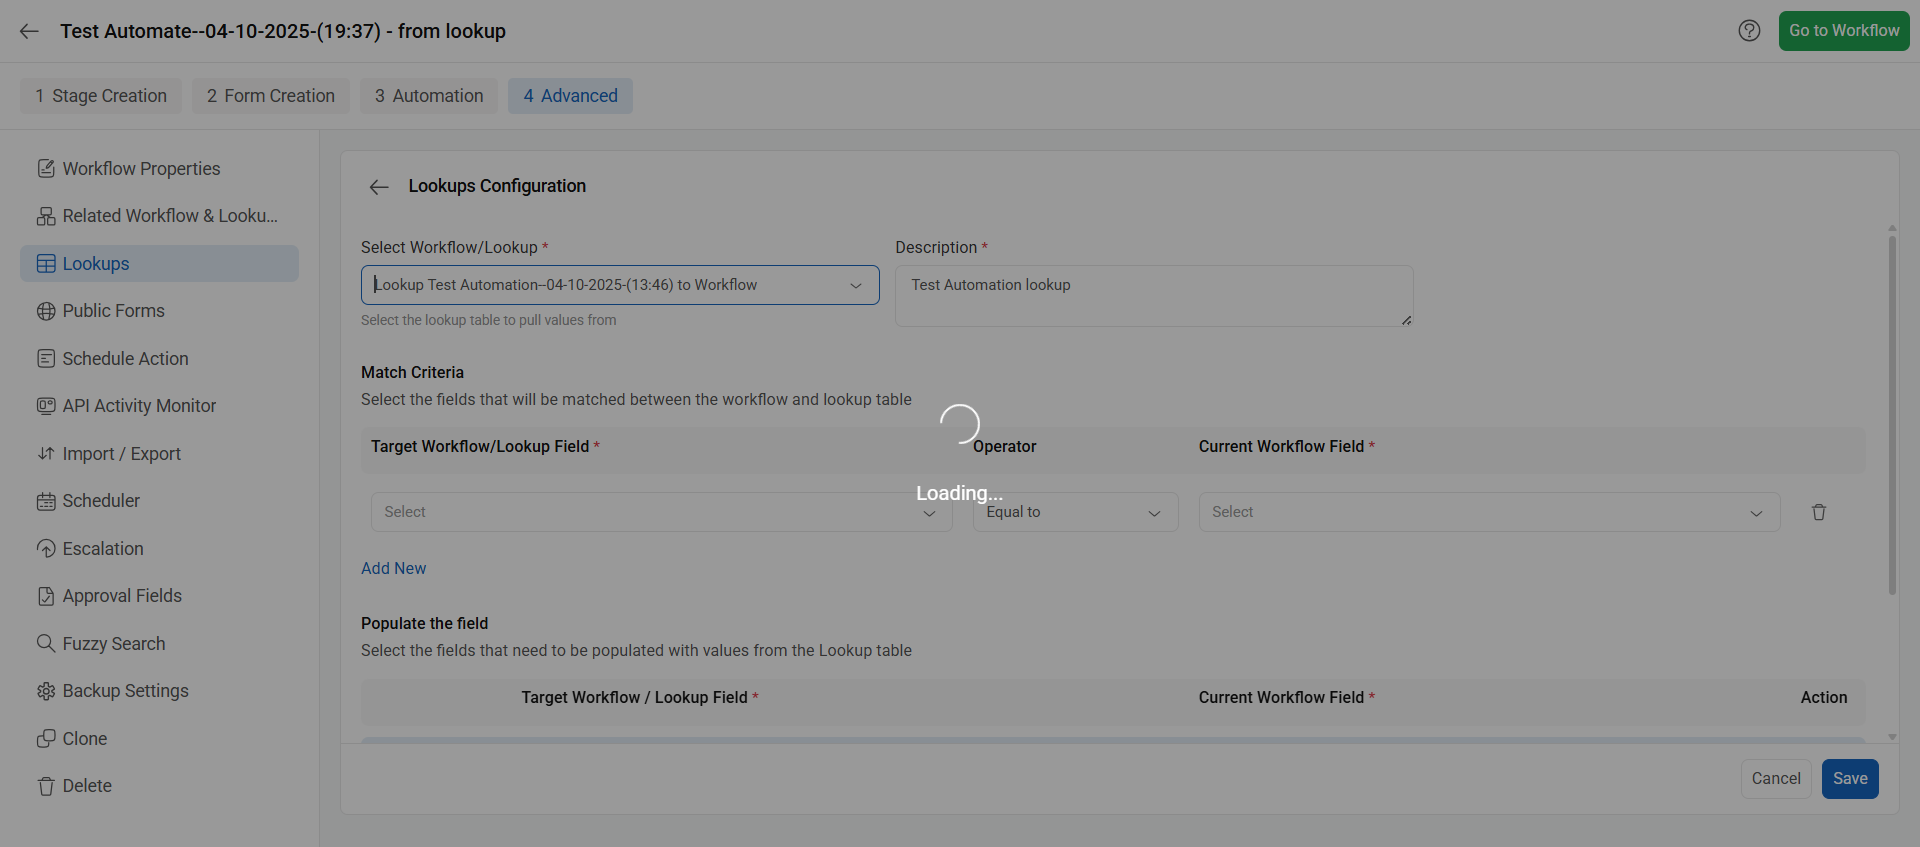 Test Automate--04-10-2025-(19:37) - from lookup
Go to Workflow
1 Stage Creation
2 Form Creation
3 Automation
4 Advanced
Workflow Properties
Related Workflow & Looku...
Lookups
Public Forms
Schedule Action
API Activity Monitor
Import / Export
Scheduler
Escalation
Approval Fields
Fuzzy Search
Backup Settings
Clone
Delete
Lookups Configuration
Select Workflow/Lookup *
Lookup Test Automation--04-10-2025-(13:46) to Workflow
Select the lookup table to pull values from
Description *
Test Automation lookup
Match Criteria
Select the fields that will be matched between the workflow and lookup table
Target Workflow/Lookup Field *
Operator
Current Workflow Field *
Loading...
Select
Equal to
Select
Add New
Populate the field
Select the fields that need to be populated with values from the Lookup table
Target Workflow / Lookup Field *
Current Workflow Field *
Action
Cancel
Save